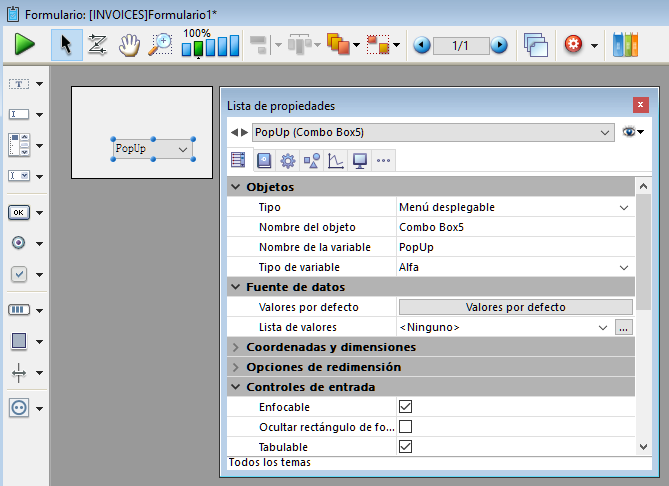 Formulario: [INVOICES]Formulario1*
100%
1/1
T
OK
PopUp
Lista de propiedades
PopUp (Combo Box5)
Objetos
Tipo Menú desplegable
Nombre del objeto Combo Box5
Nombre de la variable PopUp
Tipo de variable Alfa
Fuente de datos
Valores por defecto Valores por defecto
Lista de valores <Ninguno> ...
Coordenadas y dimensiones
Opciones de redimensión
Controles de entrada
Enfocable
Ocultar rectángulo de fo...
Tabulable
Todos los temas